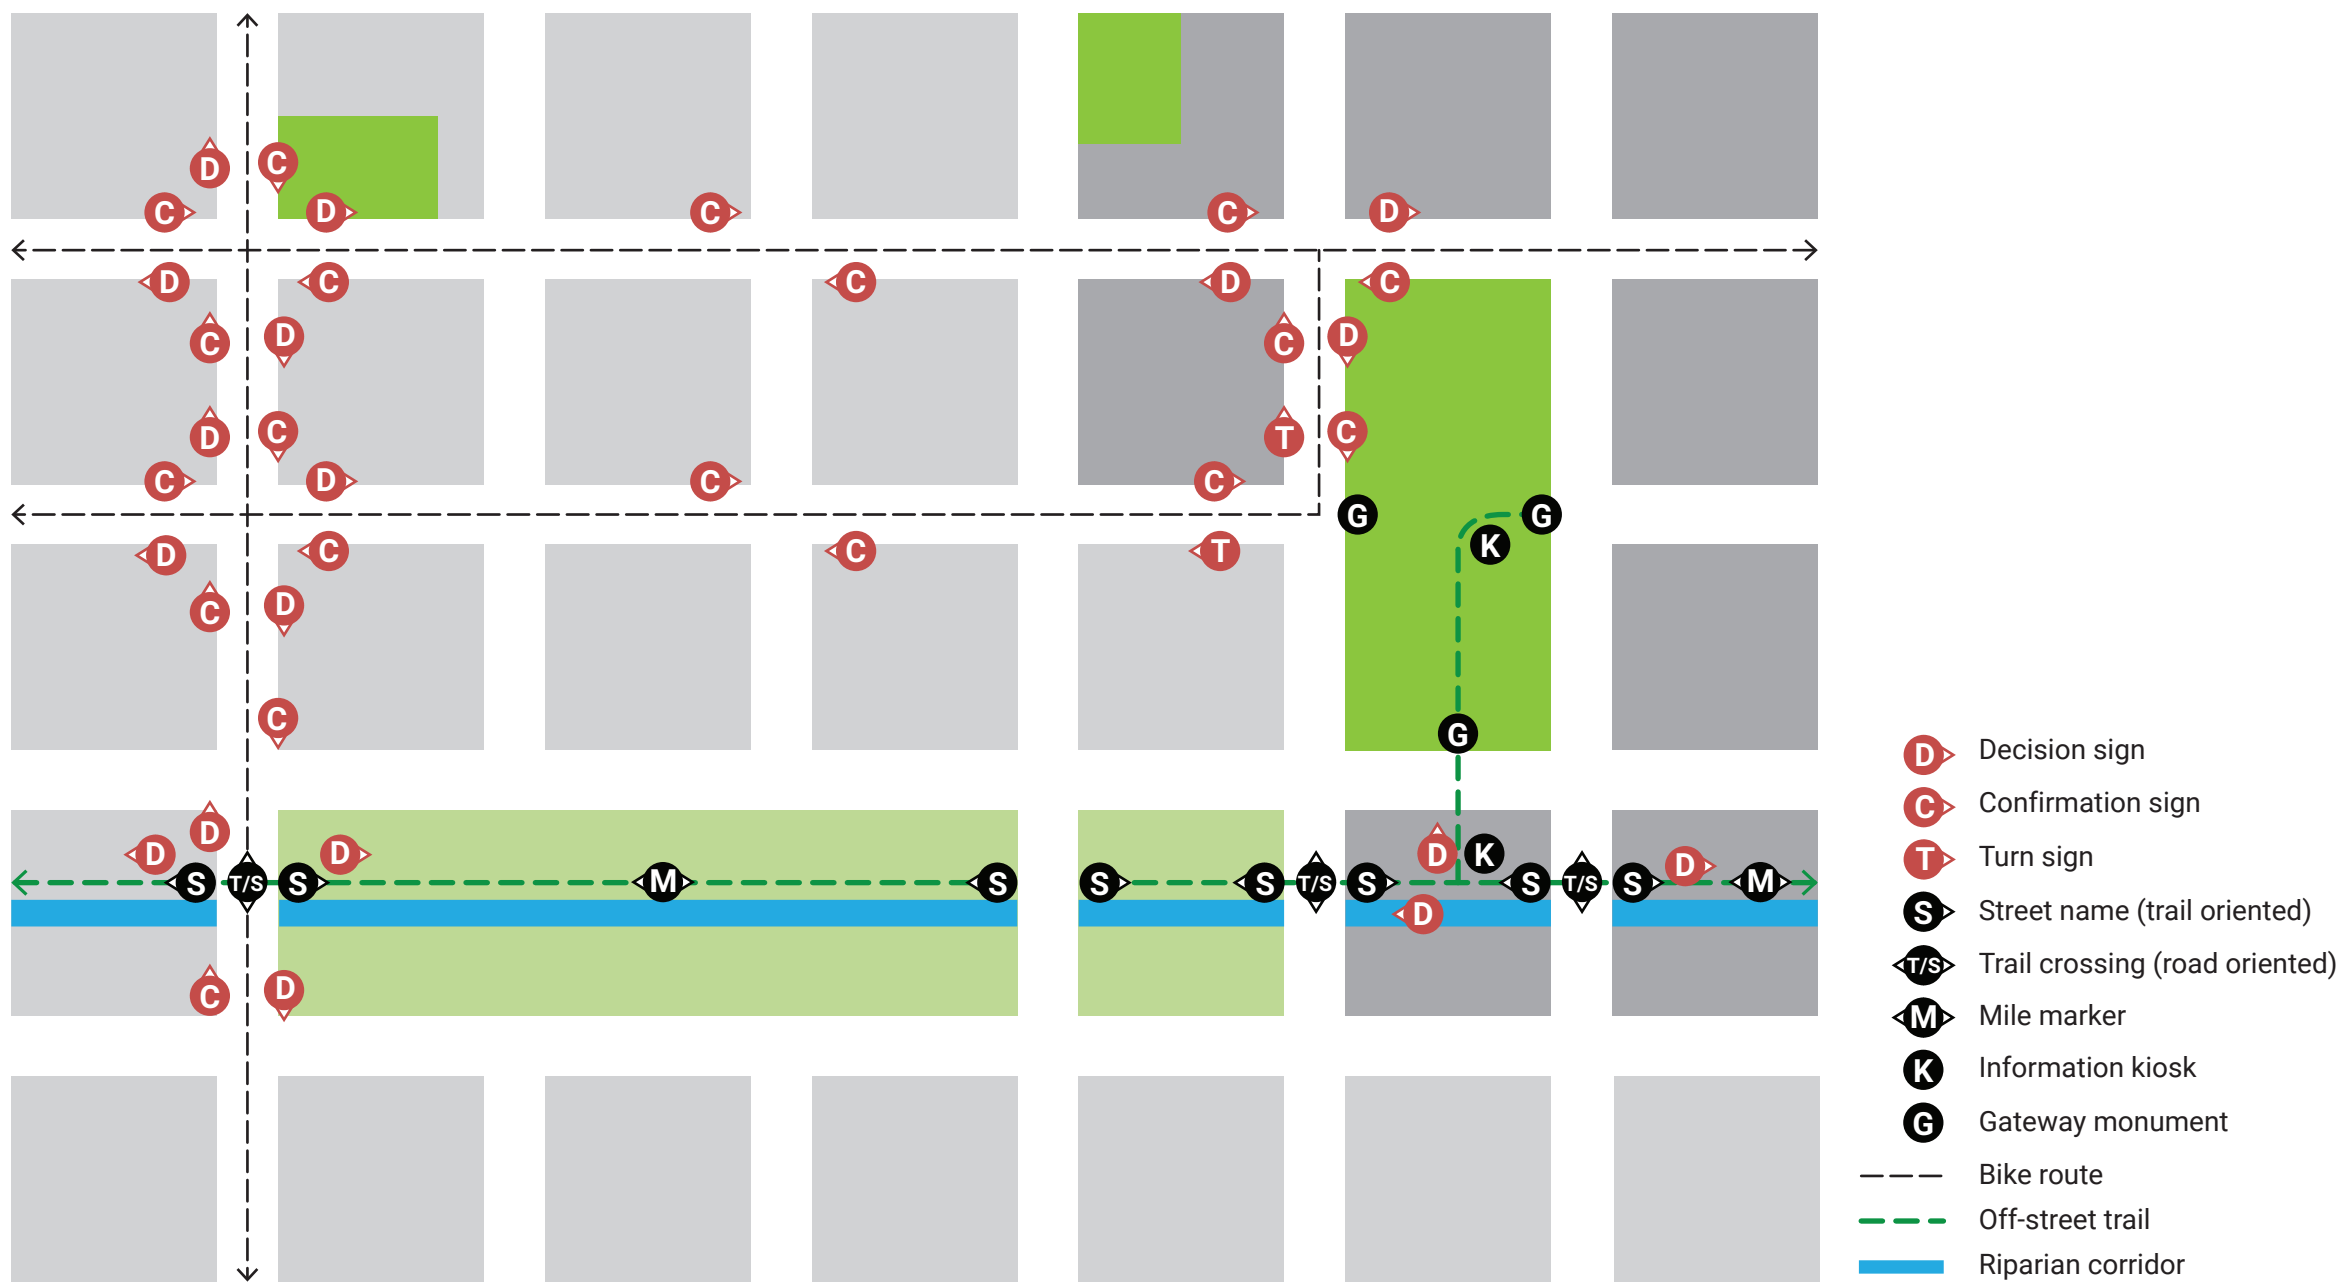 D C
C D C C D
D C C D C
C D C D
D C T C
C D C C
G G
D C C T K
C D
C G
D
D D D K D
S T/S S M S S S T/S S S T/S S M
D
C D
D Decision sign
C Confirmation sign
T Turn sign
S Street name (trail oriented)
T/S Trail crossing (road oriented)
M Mile marker
K Information kiosk
G Gateway monument
Bike route
Off-street trail
Riparian corridor